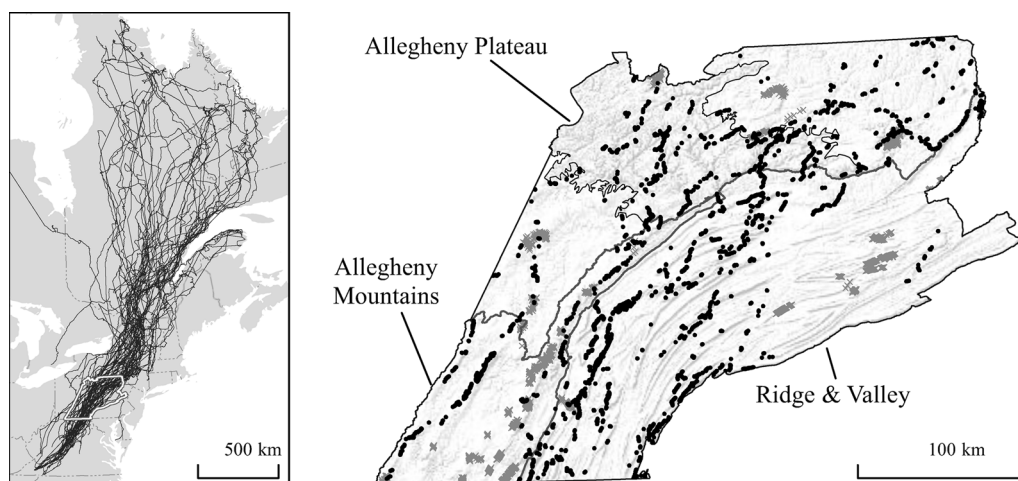 500 km
Allegheny Plateau
Allegheny
Mountains
Ridge & Valley
100 km